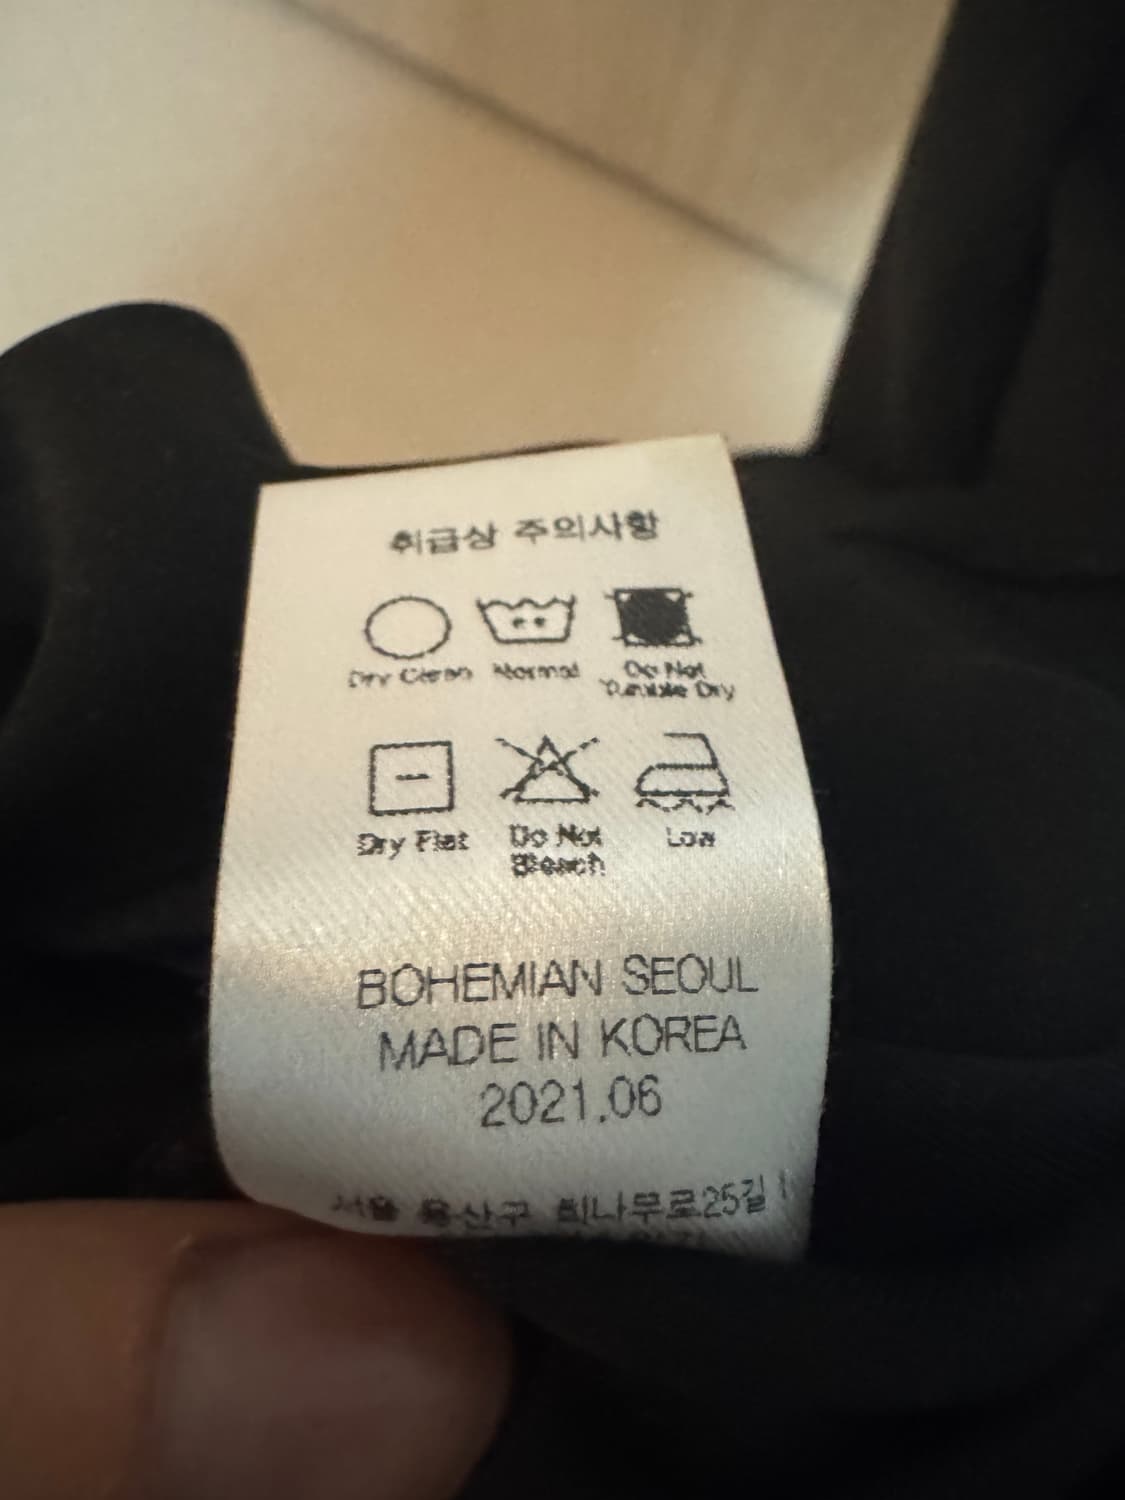 취급상 주의사항
Dry Clean Normal Do Not
Tumble Dry
Dry Flat Do Not Low
Bleach
BOHEMIAN SEOUL
MADE IN KOREA
2021.06
서울 용산구 회나무로25길